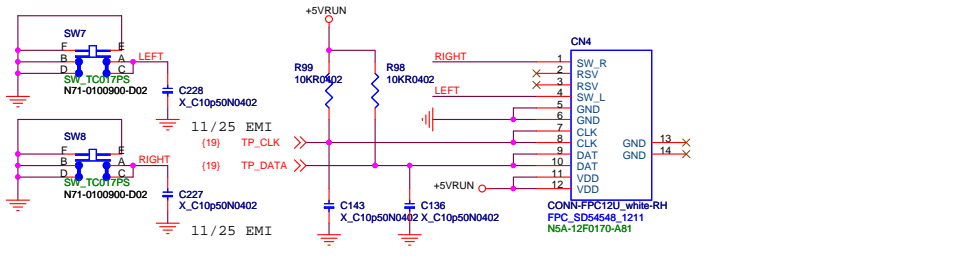 SW7
F
E
B
A
LEFT
D
C
SW_TC017PS
N71-0100900-D02
C228
X_C10p50N0402
11/25 EMI
SW8
F
E
B
A
RIGHT
D
C
SW_TC017PS
N71-0100900-D02
C227
X_C10p50N0402
11/25 EMI
+5VRUN
R99
10KR0402
R98
10KR0402
{19} TP_CLK
{19} TP_DATA
C143
X_C10p50N0402
C136
X_C10p50N0402
RIGHT
LEFT
+5VRUN
CN4
1 SW_R
2 RSV
3 RSV
4 SW_L
5 GND
6 GND
7 CLK
8 CLK
9 DAT
10 DAT
11 VDD
12 VDD
GND 13
GND 14
CONN-FPC12U_white-RH
FPC_SD54548_1211
N5A-12F0170-A81